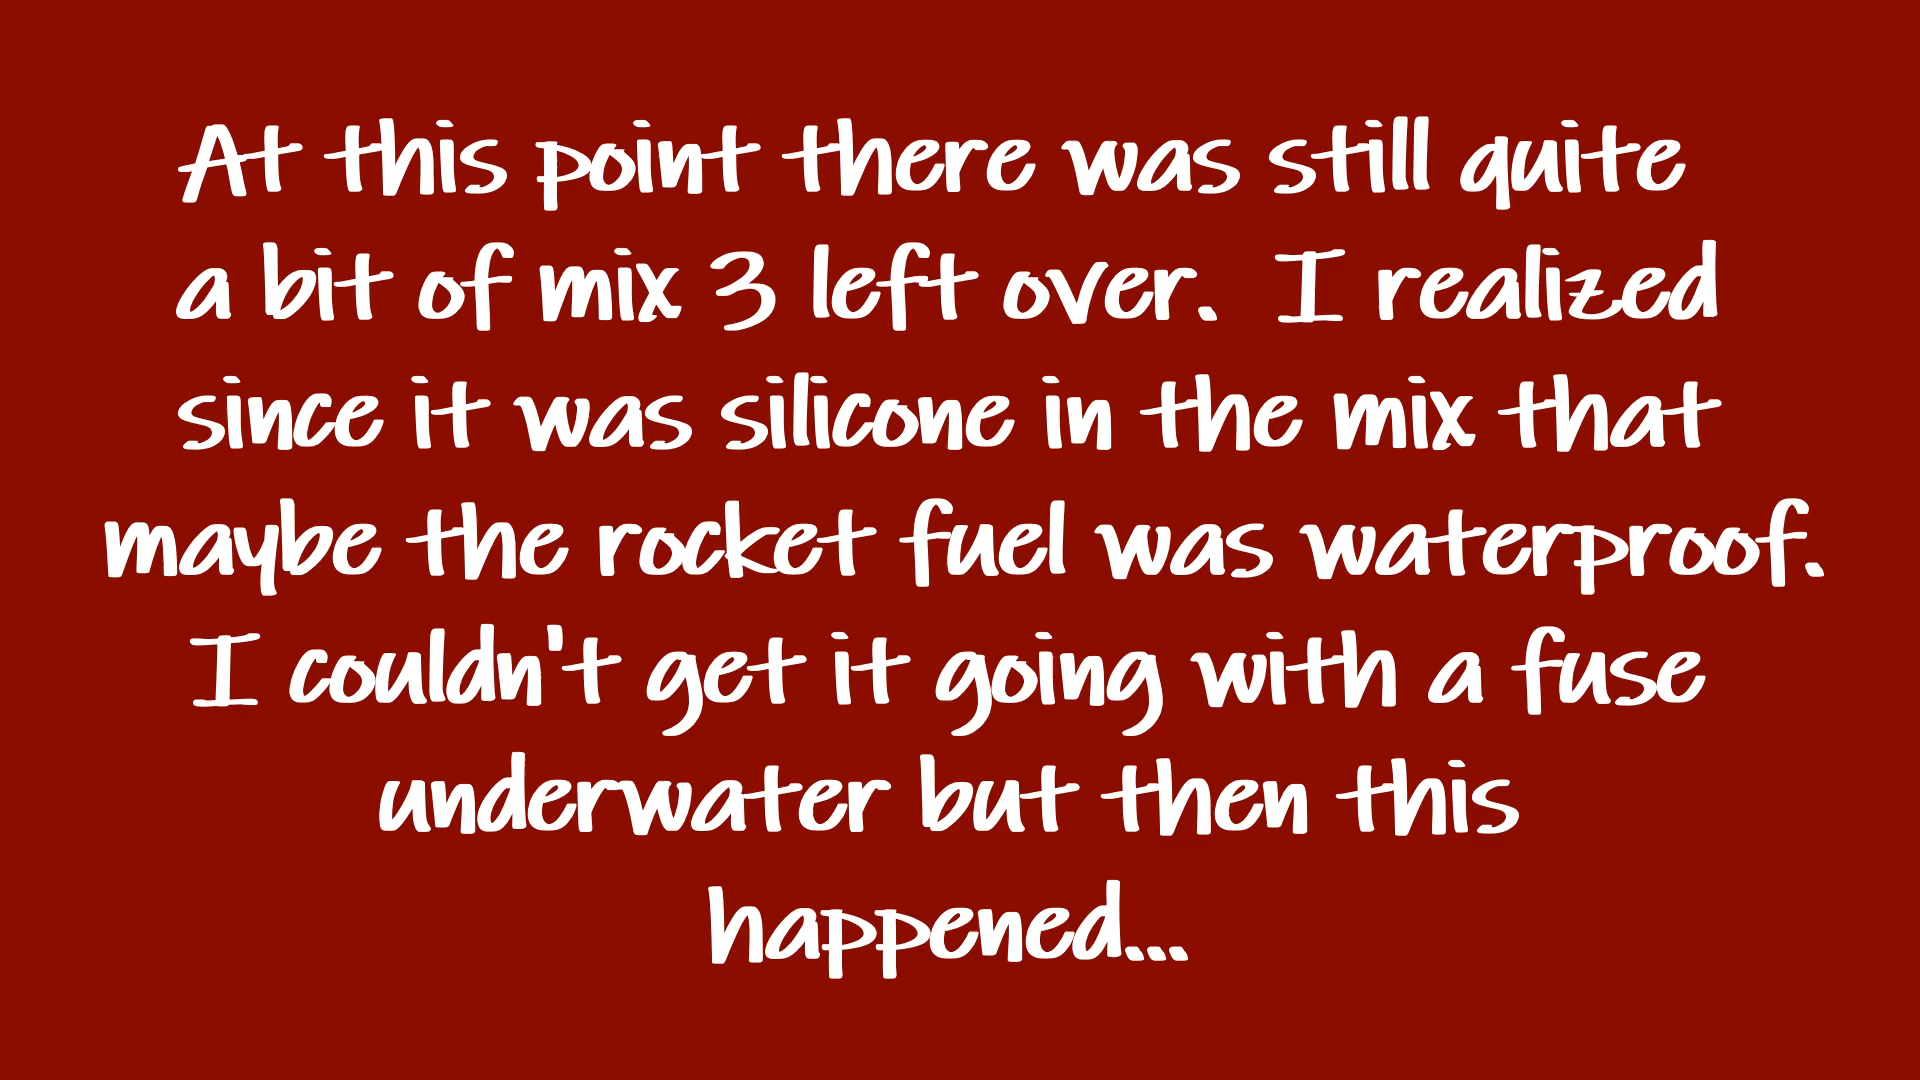 At this point there was still quite
a bit of mix 3 left over.  I realized
since it was silicone in the mix that
maybe the rocket fuel was waterproof.
I couldn't get it going with a fuse
underwater but then this
happened...